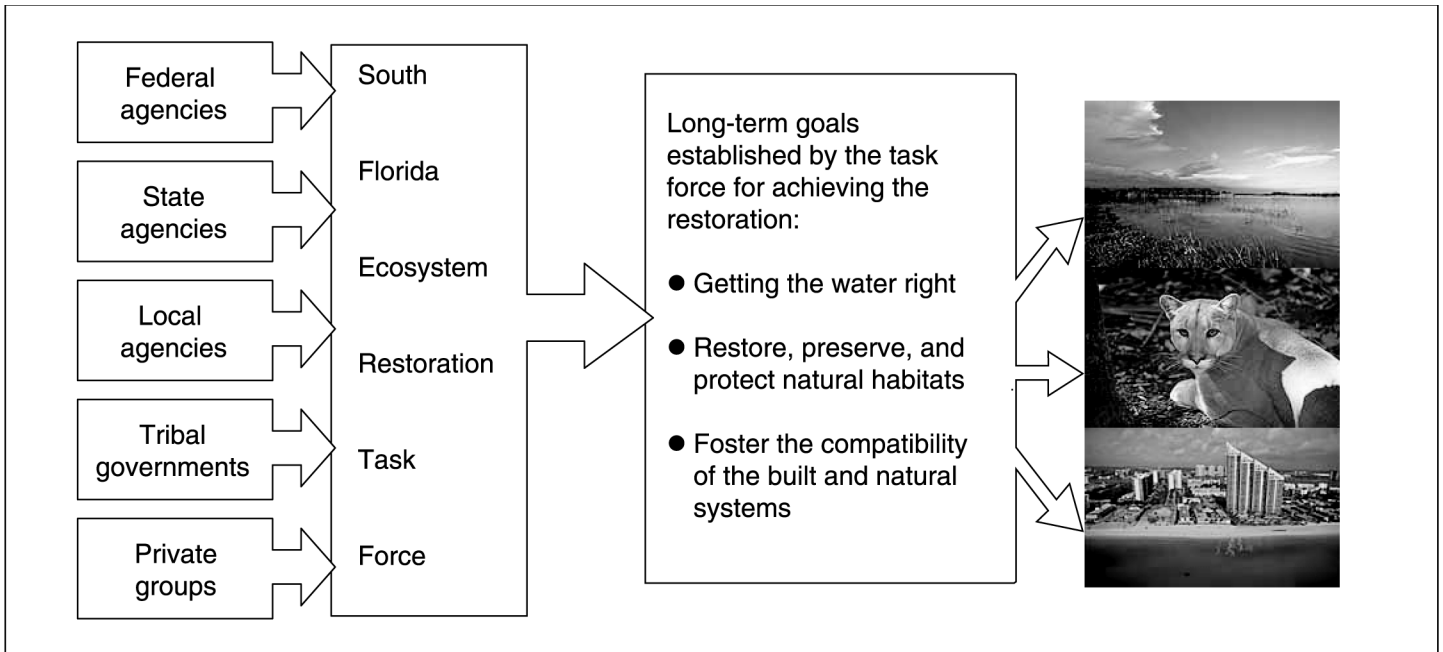 Federal
agencies
State
agencies
Local
agencies
Tribal
governments
Private
groups
South
Florida
Ecosystem
Restoration
Task
Force
Long-term goals
established by the task
force for achieving the
restoration:
● Getting the water right
● Restore, preserve, and
protect natural habitats
● Foster the compatibility
of the built and natural
systems